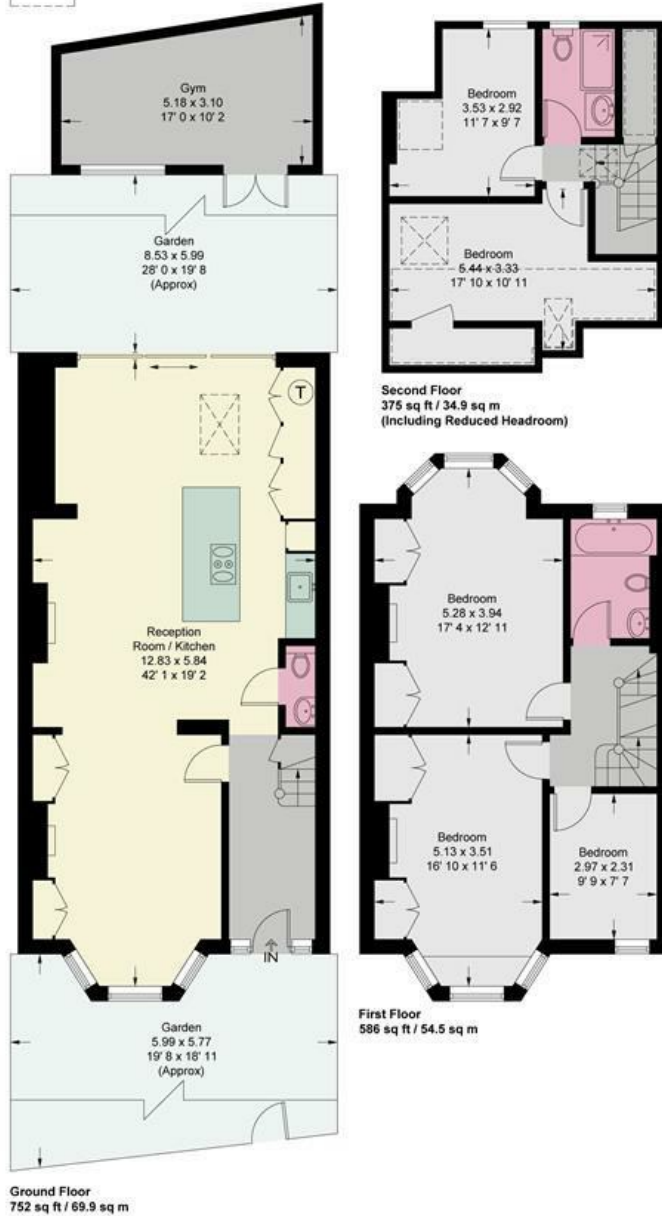 Gym
5.18 x 3.10
17' 0 x 10' 2
Garden
8.53 x 5.99
28' 0 x 19' 8
(Approx)
T
Reception
Room / Kitchen
12.83 x 5.84
42' 1 x 19' 2
IN
Garden
5.99 x 5.77
19' 8 x 18' 11
(Approx)
Ground Floor
752 sq ft / 69.9 sq m
Bedroom
3.53 x 2.92
11' 7 x 9' 7
Bedroom
5.44 x 3.33
17' 10 x 10' 11
Second Floor
375 sq ft / 34.9 sq m
(Including Reduced Headroom)
Bedroom
5.28 x 3.94
17' 4 x 12' 11
Bedroom
5.13 x 3.51
16' 10 x 11' 6
Bedroom
2.97 x 2.31
9' 9 x 7' 7
First Floor
586 sq ft / 54.5 sq m